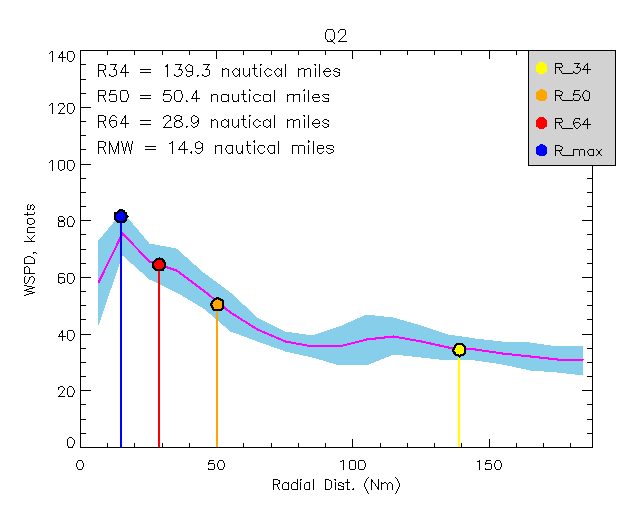 Q2
R34 = 139.3 nautical miles
R50 = 50.4 nautical miles
R64 = 28.9 nautical miles
RMW = 14.9 nautical miles
R_34
R_50
R_64
R_max
140
120
100
80
60
40
20
0
WSPD, knots
0 50 100 150
Radial Dist. (Nm)